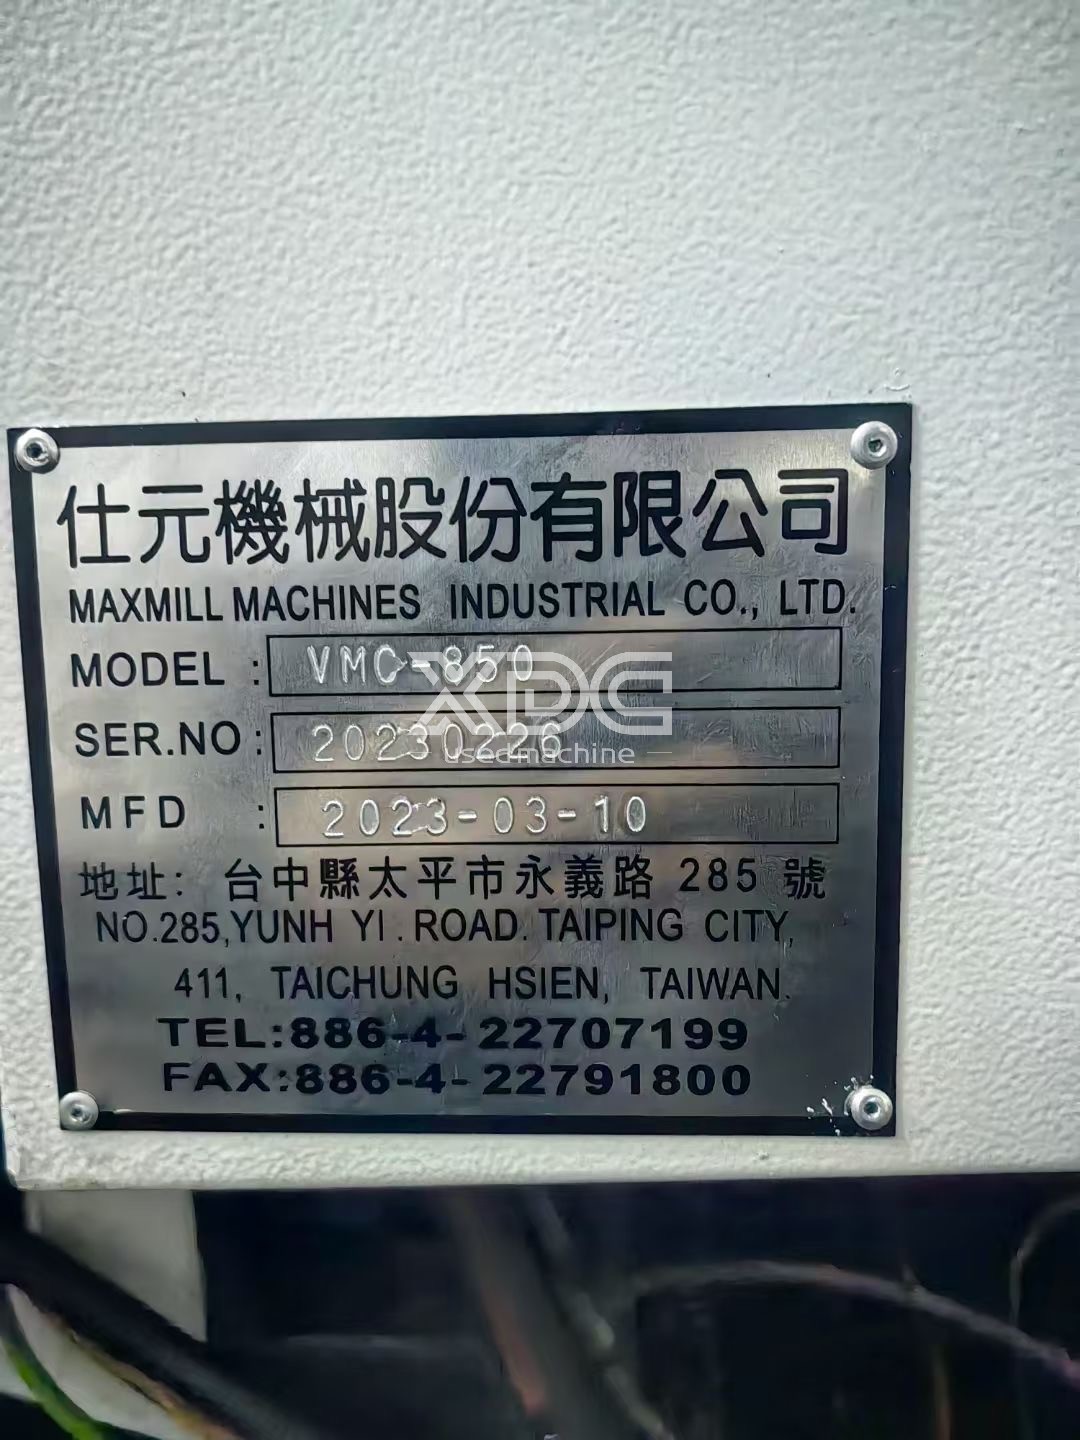 仕元機械股份有限公司
MAXMILL MACHINES INDUSTRIAL CO., LTD.
MODEL : VMC-850
SER.NO : 20230226
MFD : 2023-03-10
地址: 台中縣太平市永義路 285 號
NO.285,YUNH YI . ROAD. TAIPING CITY,
411, TAICHUNG HSIEN, TAIWAN.
TEL:886-4-22707199
FAX:886-4-22791800
XDC
usedmachine